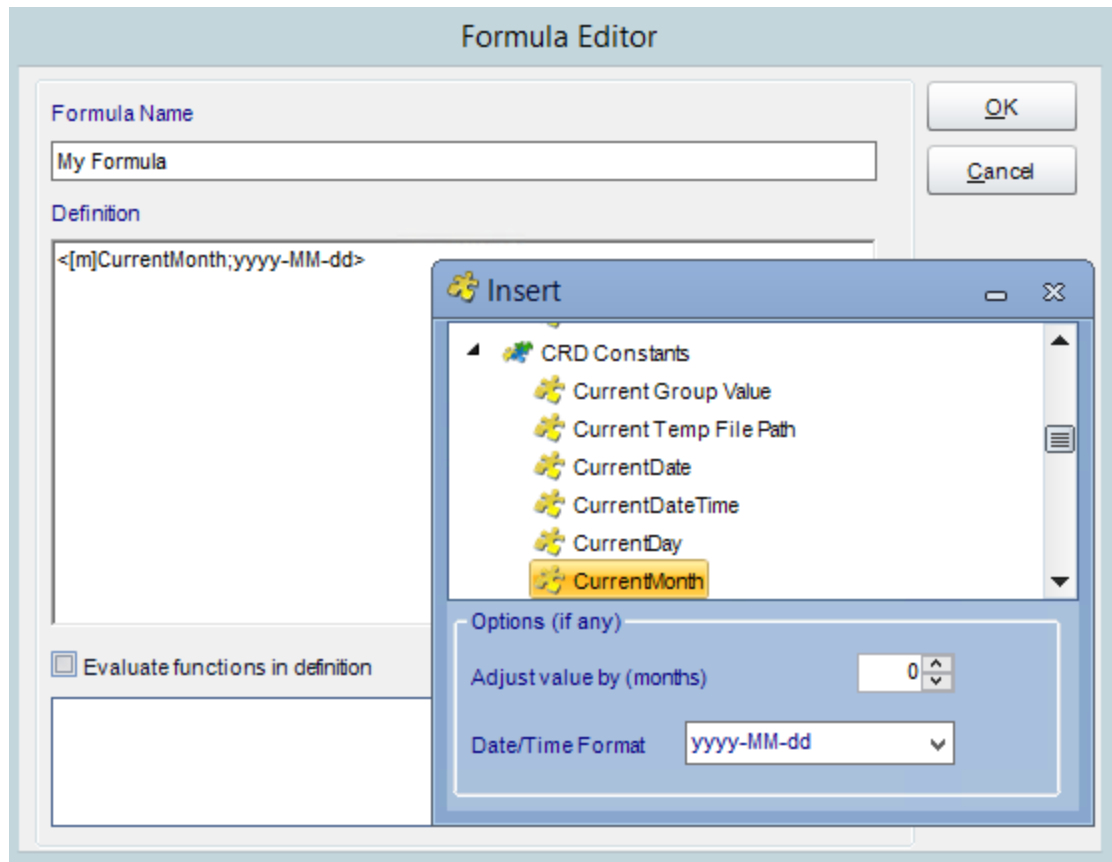 Formula Editor
Formula Name
OK
My Formula
Cancel
Definition
<[m]CurrentMonth;yyyy-MM-dd>
Insert
CRD Constants
Current Group Value
Current Temp File Path
CurrentDate
CurrentDateTime
CurrentDay
CurrentMonth
Options (if any)
Evaluate functions in definition
Adjust value by (months)
0
Date/Time Format
yyyy-MM-dd